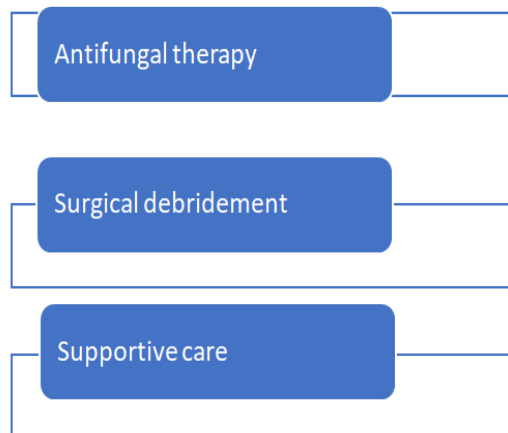 Antifungal therapy
Surgical debridement
Supportive care